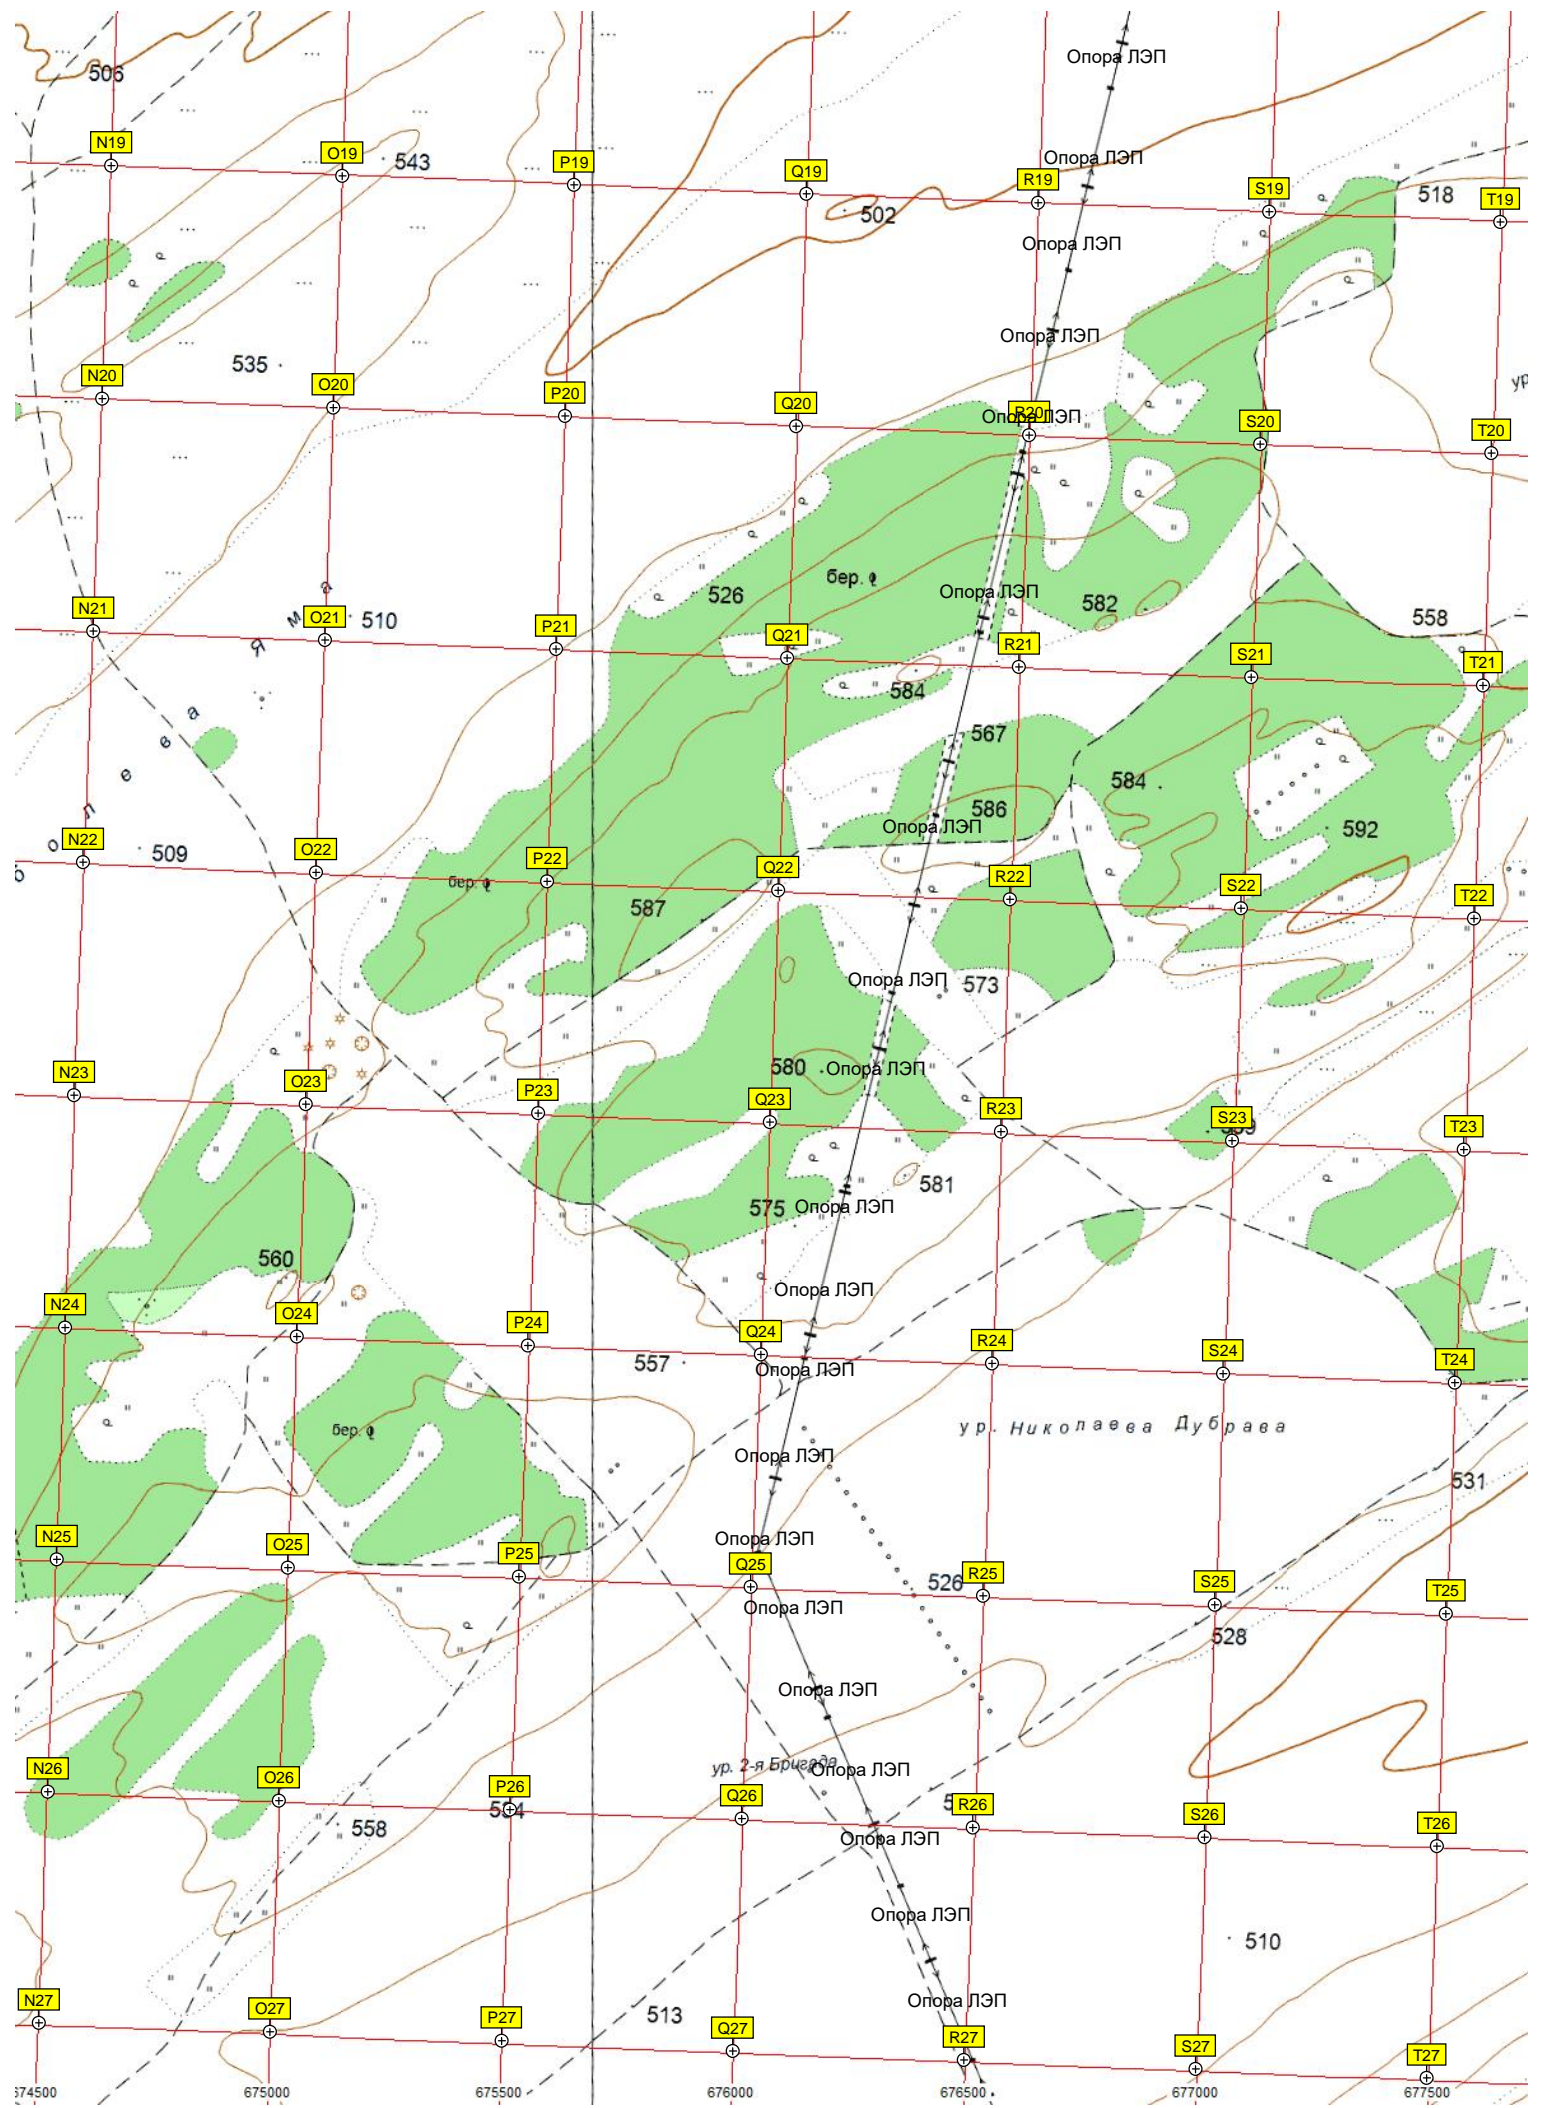 Опора ЛЭП
506
N19
O19
543
P19
Опора ЛЭП
Q19
502
R19
S19
518
T19
Опора ЛЭП
Опора ЛЭП
535
N20
O20
P20
Q20
R20
Опора ЛЭП
S20
T20
ур
бер.
526
Опора ЛЭП
582
558
N21
O21
510
P21
Q21
R21
S21
T21
584
567
584
586
Опора ЛЭП
592
болева Яма
N22
509
O22
бер.
P22
587
Q22
R22
S22
T22
Опора ЛЭП
573
580
Опора ЛЭП
N23
O23
P23
Q23
R23
S23
T23
581
575
Опора ЛЭП
560
Опора ЛЭП
N24
O24
P24
557
Q24
Опора ЛЭП
R24
S24
T24
бер.
ур. Николаева Дубрава
Опора ЛЭП
531
Опора ЛЭП
N25
O25
P25
Q25
526
R25
S25
T25
Опора ЛЭП
528
Опора ЛЭП
ур. 2-я Бригада
Опора ЛЭП
N26
O26
P26
Q26
R26
S26
T26
558
Опора ЛЭП
Опора ЛЭП
510
Опора ЛЭП
N27
O27
P27
513
Q27
R27
S27
T27
674500
675000
675500
676000
676500
677000
677500